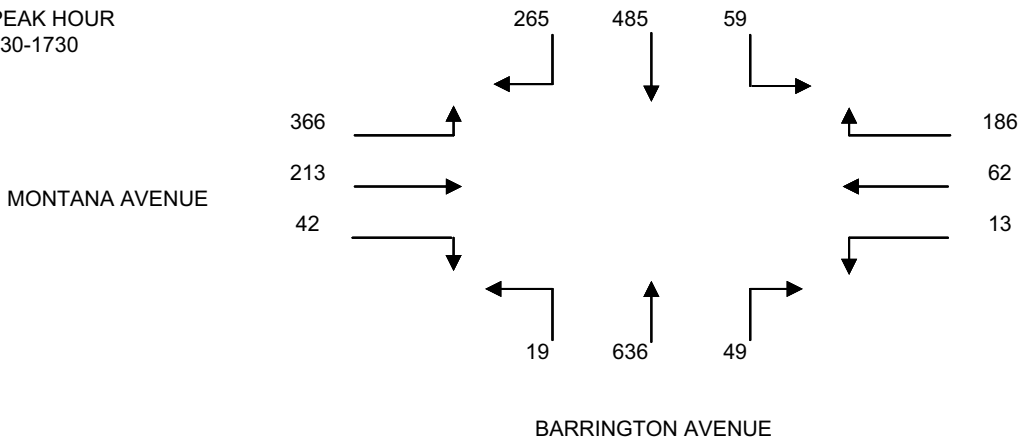 PEAK HOUR
30-1730
265 485 59
366
186
213
62
MONTANA AVENUE
42
13
19 636 49
BARRINGTON AVENUE